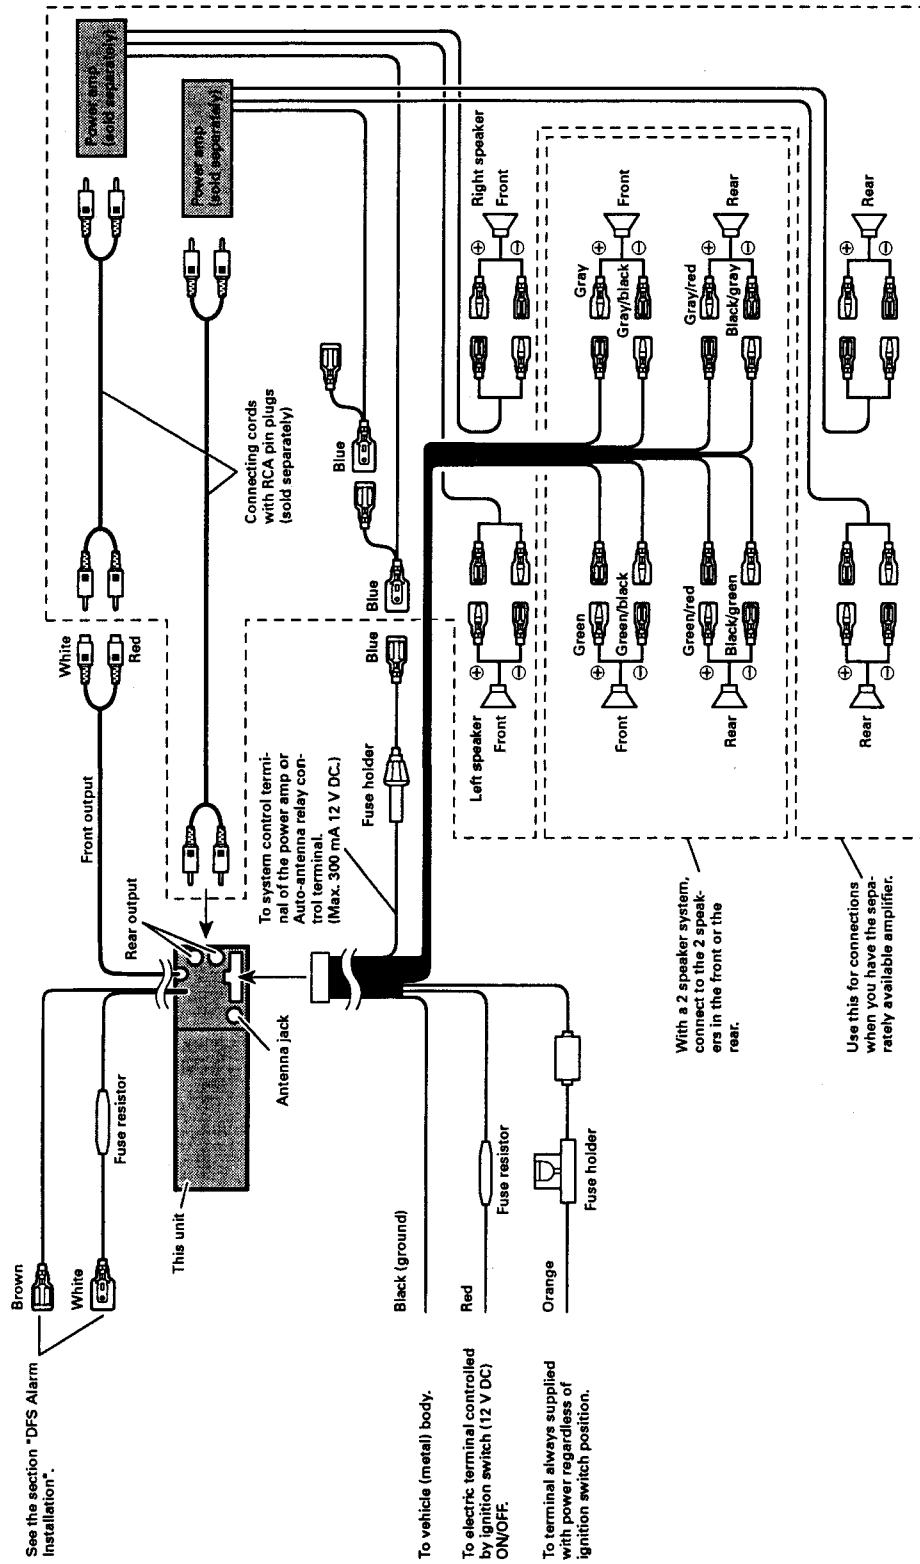 See the section "DFS Alarm
Installation".
Brown
White
Fuse resistor
This unit
Antenna jack
Rear output
Front output
White
Red
Connecting cords
with RCA pin plugs
(sold separately)
Power amp
(sold separately)
Power amp
(sold separately)
Blue
Blue
Blue
Fuse holder
To system control termi-
nal of the power amp or
Auto-antenna relay con-
trol terminal.
(Max. 300 mA 12 V DC.)
To vehicle (metal) body.
Black (ground)
To electric terminal controlled
by ignition switch (12 V DC)
ON/OFF.
Red
Fuse resistor
To terminal always supplied
with power regardless of
ignition switch position.
Orange
Fuse holder
Left speaker
Front
⊕
⊖
Right speaker
Front
⊕
⊖
Front
⊕
⊖
Green
Green/black
Gray
Gray/black
⊕
⊖
Front
Rear
⊕
⊖
Green/red
Black/green
Gray/red
Black/gray
⊕
⊖
Rear
Rear
⊕
⊖
⊕
⊖
Rear
With a 2 speaker system,
connect to the 2 speak-
ers in the front or the
rear.
Use this for connections
when you have the sepa-
rately available amplifier.